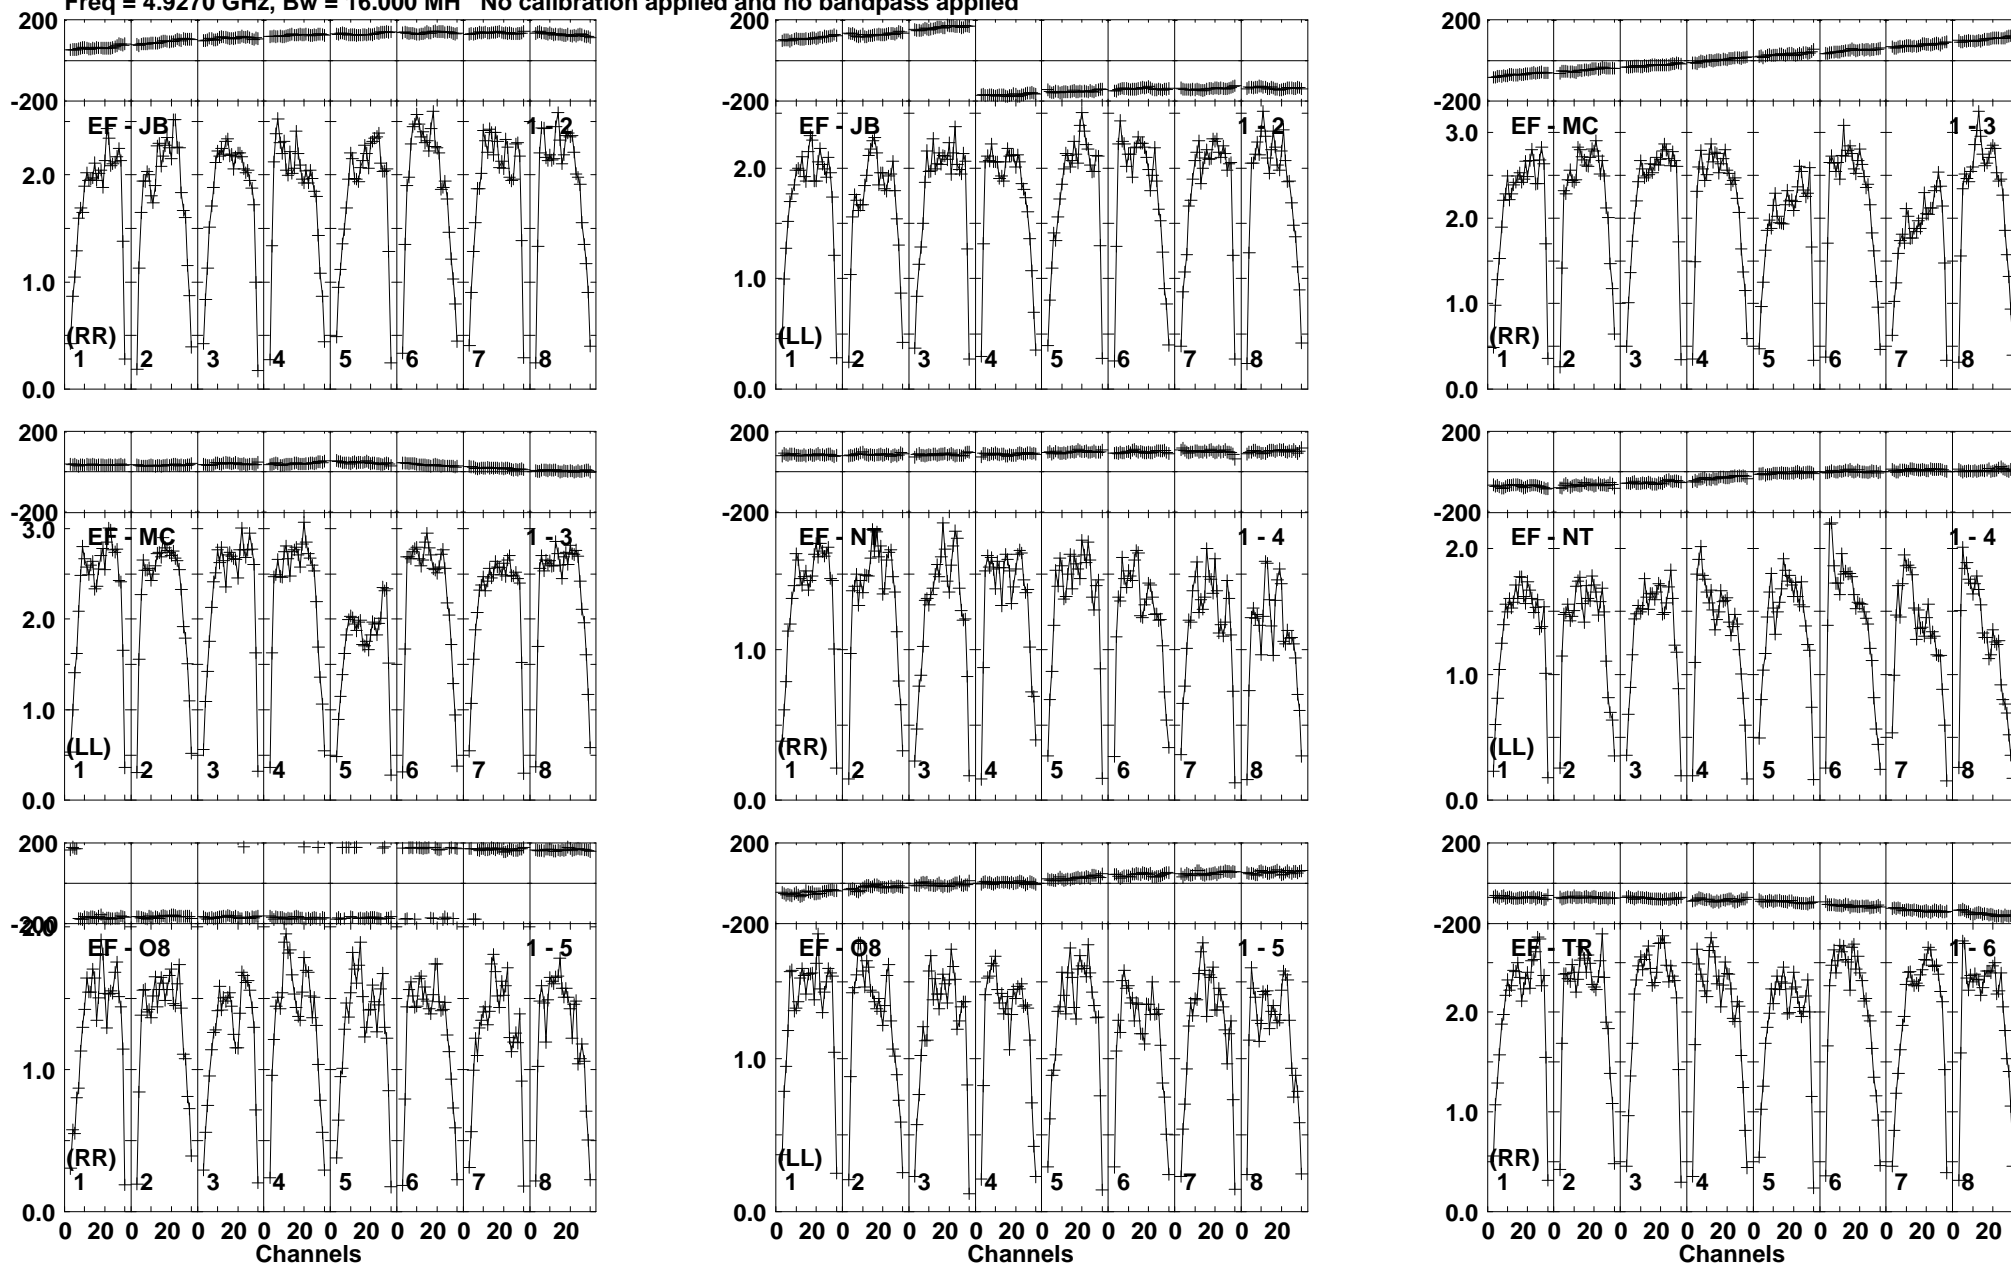 Freq = 4.9270 GHz, Bw = 16.000 MH No calibration applied and no bandpass applied
200 200 200
-200 -200 -200
EF - JB 1 - 2 EF - JB 1 - 2 EF - MC 1 - 3
3.0
2.0 2.0 2.0
1.0 1.0 1.0
(RR) (LL) (RR)
1 2 3 4 5 6 7 8 1 2 3 4 5 6 7 8 1 2 3 4 5 6 7 8
0.0 0.0 0.0
200 200 200
-200 -200 -200
3.0
EF - MC 1 - 3 EF - NT 1 - 4 EF - NT 1 - 4
2.0 2.0
1.0 1.0 1.0
(LL) (RR) (LL)
1 2 3 4 5 6 7 8 1 2 3 4 5 6 7 8 1 2 3 4 5 6 7 8
0.0 0.0 0.0
200 200 200
-200 -200 -200
2.0
EF - O8 1 - 5 EF - O8 1 - 5 EF - TR 1 - 6
2.0
1.0 1.0 1.0
(RR) (LL) (RR)
1 2 3 4 5 6 7 8 1 2 3 4 5 6 7 8 1 2 3 4 5 6 7 8
0.0 0.0 0.0
0 20 0 20 0 20 0 20 0 20 0 20 0 20 0 20 0 20 0 20 0 20 0 20 0 20 0 20 0 20 0 20 0 20 0 20 0 20 0 20 0 20 0 20 0 20 0 20
Channels Channels Channels